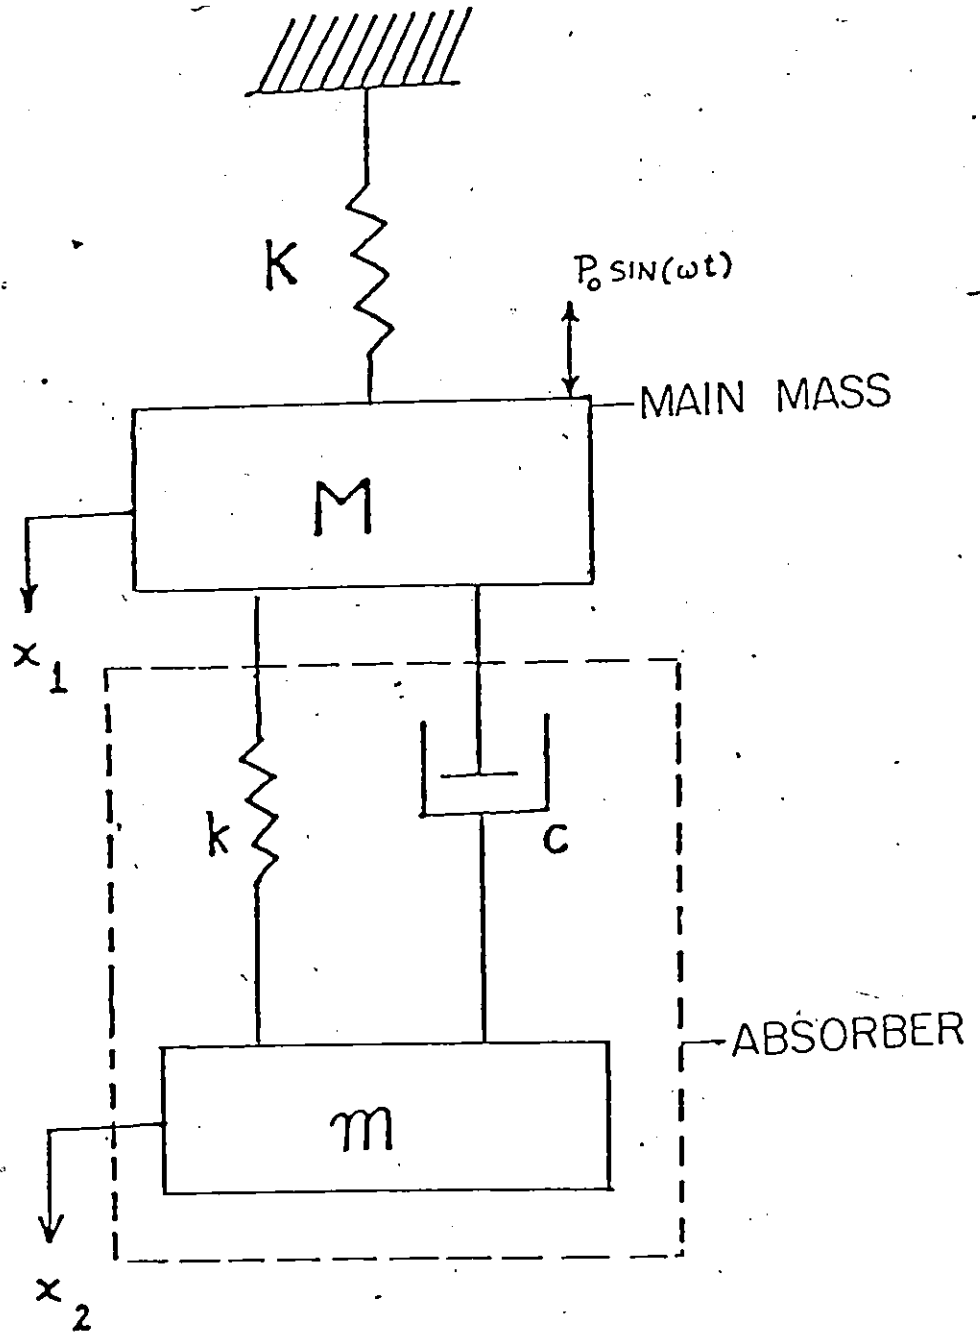 K
P₀ SIN(ωt)
MAIN MASS
M
x₁
k
c
ABSORBER
m
x₂